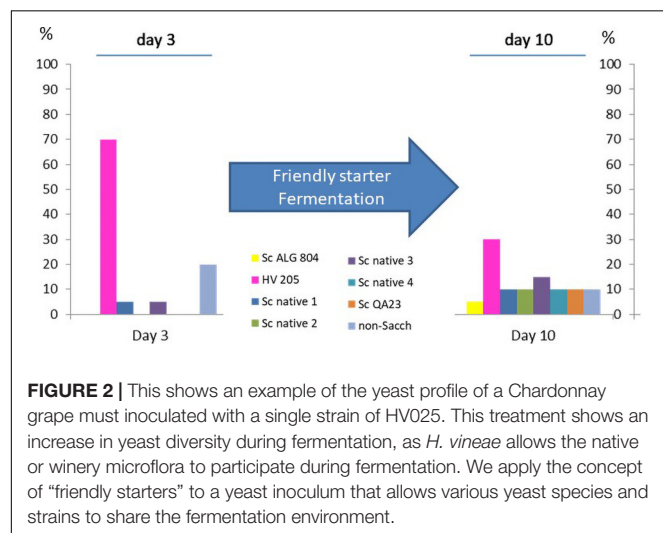 %
day 3
day 10
%
100
90
80
70
60
50
40
30
20
10
0
Day 3
Friendly starter
Fermentation
Sc ALG 804
HV 205
Sc native 1
Sc native 2
Sc native 3
Sc native 4
Sc QA23
non-Sacch
Day 10
100
90
80
70
60
50
40
30
20
10
0
FIGURE 2 | This shows an example of the yeast profile of a Chardonnay
grape must inoculated with a single strain of HV025. This treatment shows an
increase in yeast diversity during fermentation, as H. vineae allows the native
or winery microflora to participate during fermentation. We apply the concept
of “friendly starters” to a yeast inoculum that allows various yeast species and
strains to share the fermentation environment.